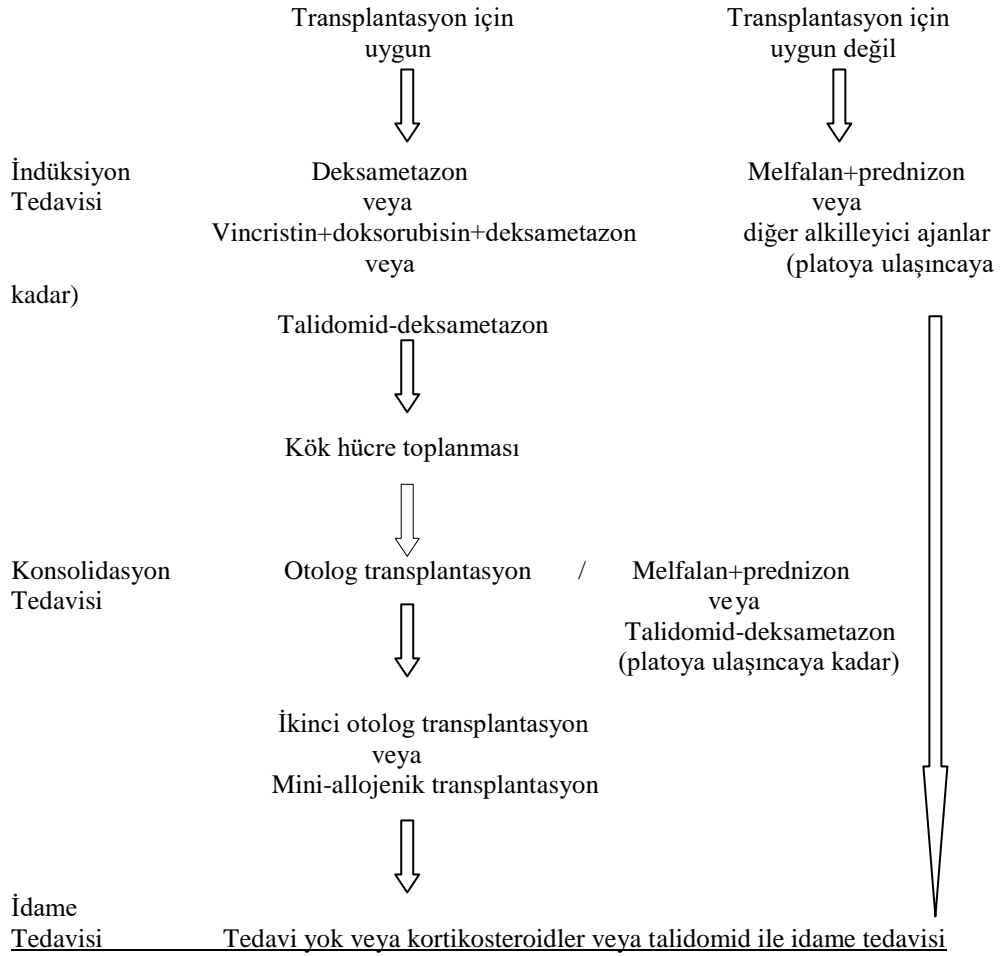 Transplantasyon için Transplantasyon için
uygun uygun değil
İndüksiyon Deksametazon Melfalan+prednizon
Tedavisi veya veya
Vincristin+doksorubisin+deksametazon diğer alkilleyici ajanlar
veya (platoya ulaşıncaya
kadar)
Talidomid-deksametazon
Kök hücre toplanması
Konsolidasyon Otolog transplantasyon / Melfalan+prednizon
Tedavisi veya
Talidomid-deksametazon
(platoya ulaşıncaya kadar)
İkinci otolog transplantasyon
veya
Mini-allojenik transplantasyon
İdame
Tedavisi Tedavi yok veya kortikosteroidler veya talidomid ile idame tedavisi